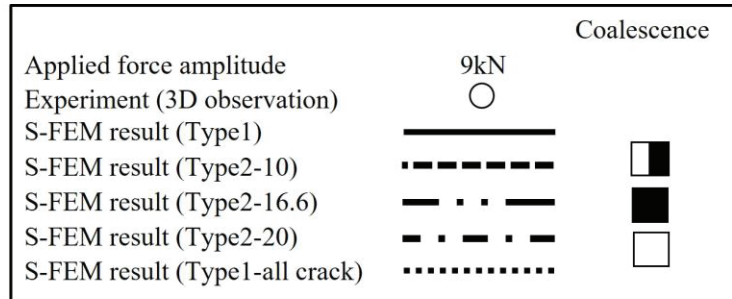 Coalescence
Applied force amplitude 9kN
Experiment (3D observation)
S-FEM result (Type1)
S-FEM result (Type2-10)
S-FEM result (Type2-16.6)
S-FEM result (Type2-20)
S-FEM result (Type1-all crack)